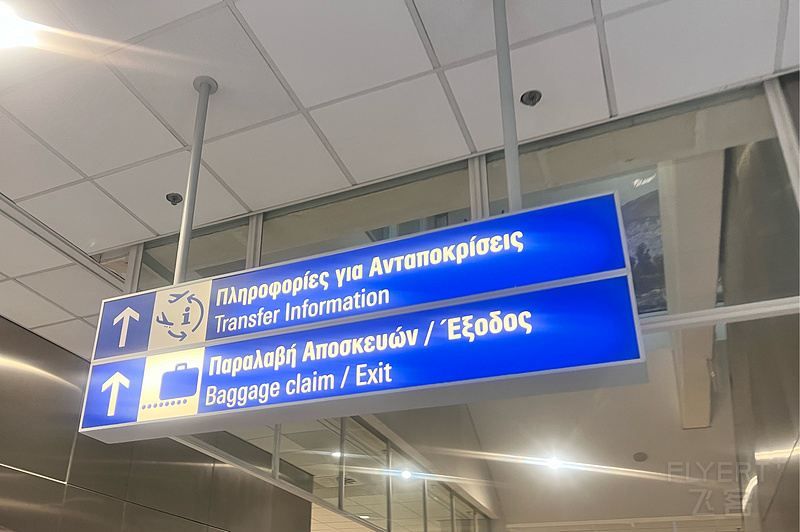 Πληροφορίες για Ανταποκρίσεις
Transfer Information
Παραλαβή Αποσκευών / Έξοδος
Baggage claim / Exit
FLYERT
飞客